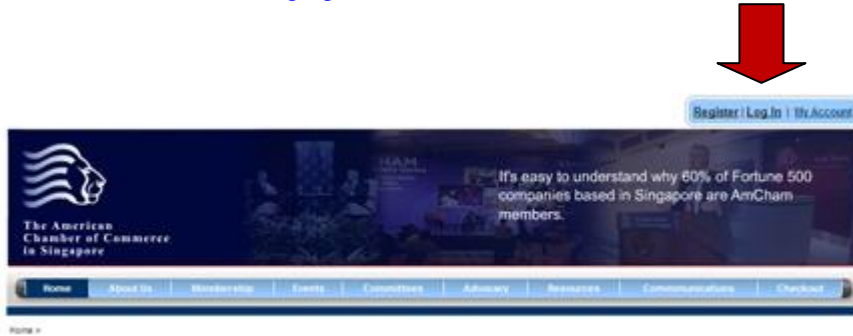 Register | Log In | My Account
It's easy to understand why 60% of Fortune 500
companies based in Singapore are AmCham
members.
The American
Chamber of Commerce
in Singapore
Home About Us Membership Events Committees Advocacy Resources Communications Checkout
Home >